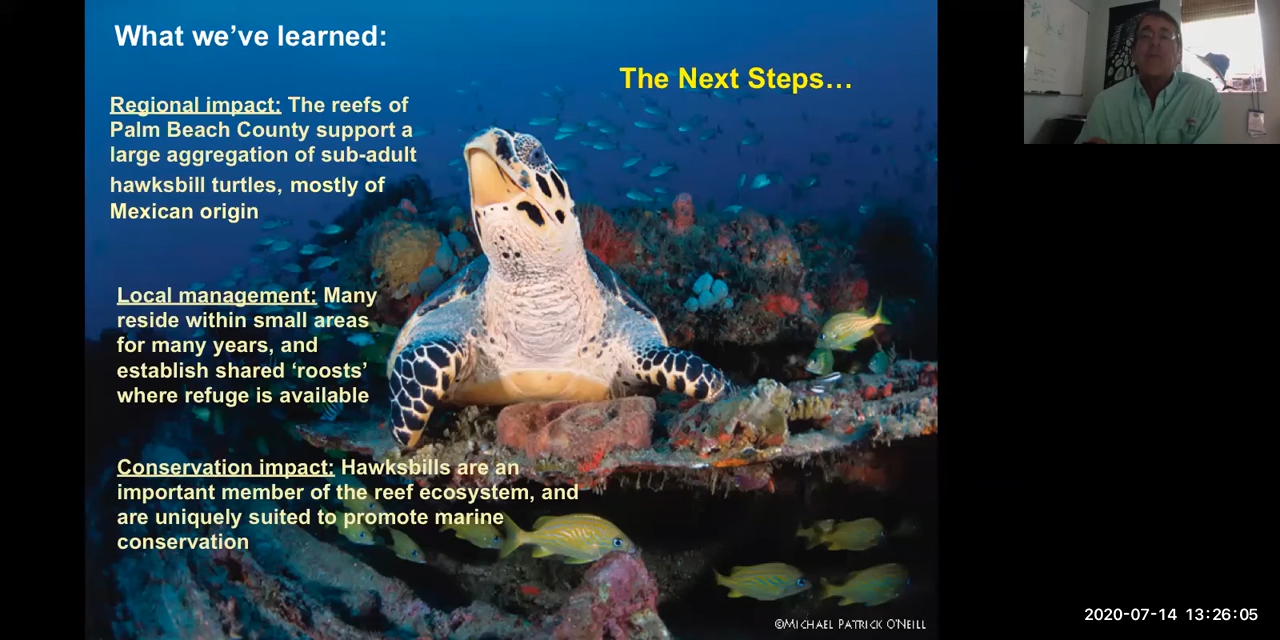 What we've learned:
The Next Steps…
Regional impact: The reefs of
Palm Beach County support a
large aggregation of sub-adult
hawksbill turtles, mostly of
Mexican origin
Local management: Many
reside within small areas
for many years, and
establish shared ‘roosts’
where refuge is available
Conservation impact: Hawksbills are an
important member of the reef ecosystem, and
are uniquely suited to promote marine
conservation
©MICHAEL PATRICK O'NEILL
2020-07-14 13:26:05